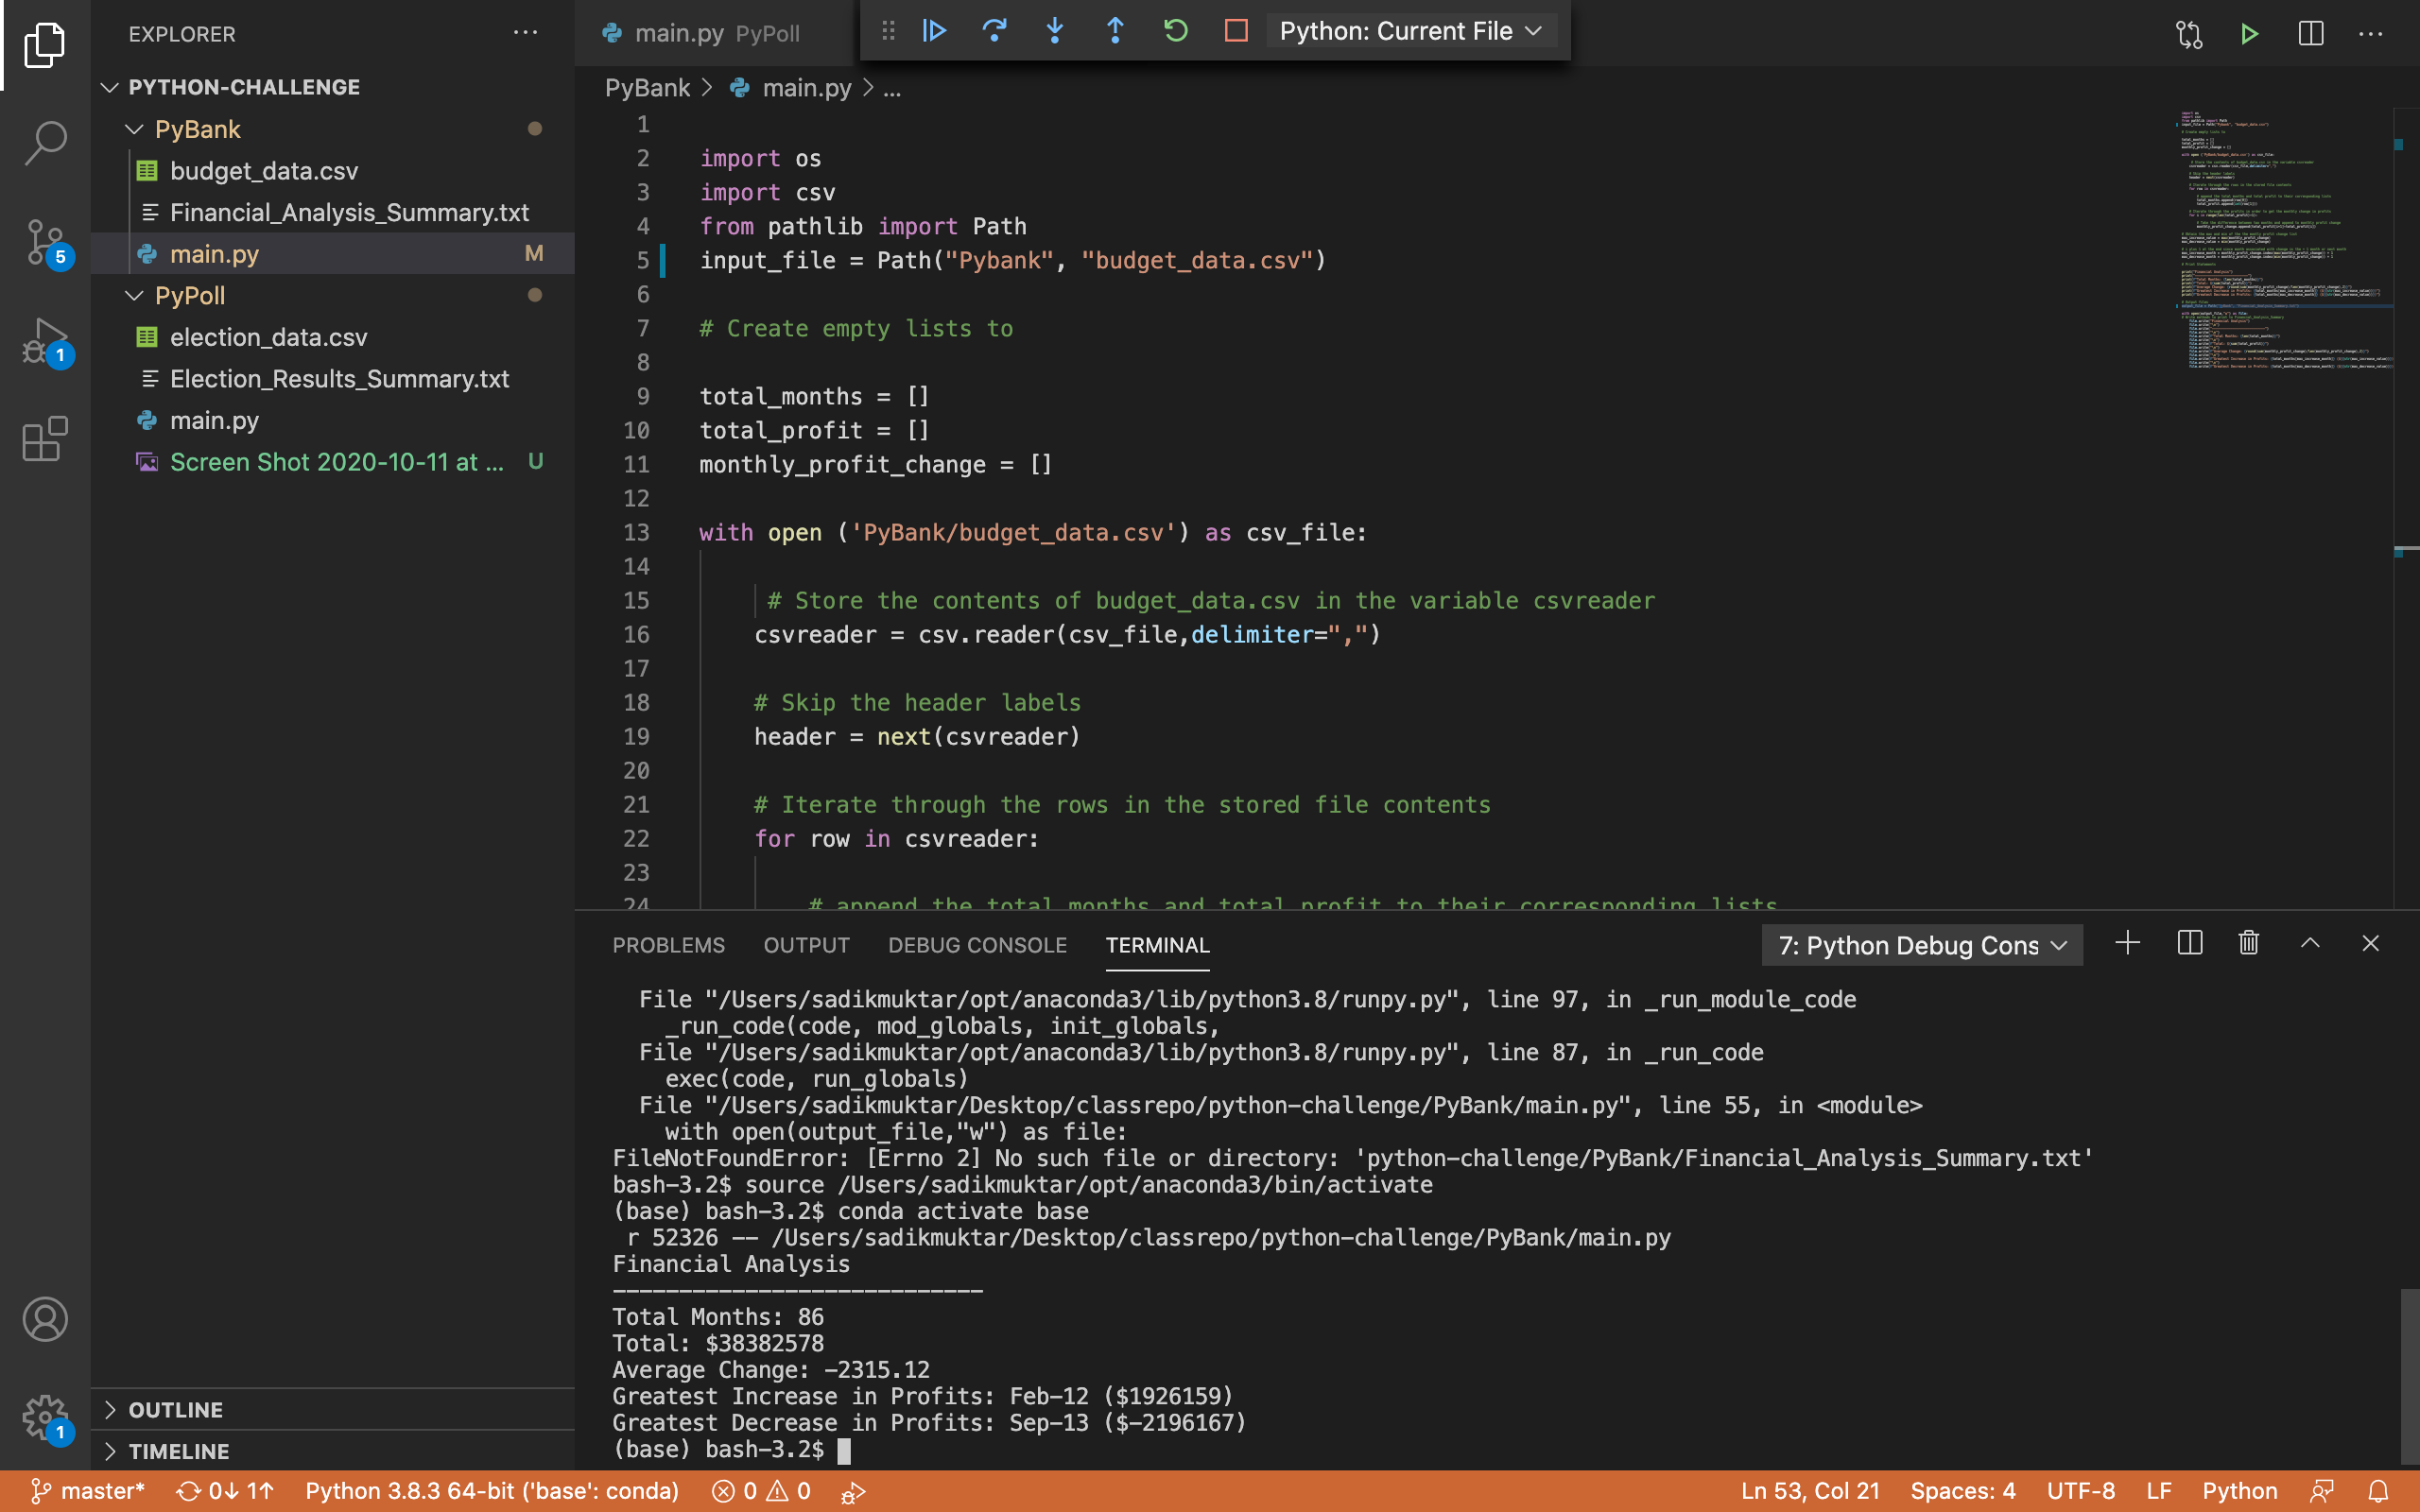 EXPLORER
PYTHON-CHALLENGE
PyBank
budget_data.csv
Financial_Analysis_Summary.txt
main.py M
PyPoll
election_data.csv
Election_Results_Summary.txt
main.py
Screen Shot 2020-10-11 at ... U
OUTLINE
TIMELINE
5
1
1
main.py PyPoll
Python: Current File
PyBank > main.py > ...
1
2 import os
3 import csv
4 from pathlib import Path
5 input_file = Path("Pybank", "budget_data.csv")
6
7 # Create empty lists to
8
9 total_months = []
10 total_profit = []
11 monthly_profit_change = []
12
13 with open ('PyBank/budget_data.csv') as csv_file:
14
15 # Store the contents of budget_data.csv in the variable csvreader
16 csvreader = csv.reader(csv_file,delimiter=",")
17
18 # Skip the header labels
19 header = next(csvreader)
20
21 # Iterate through the rows in the stored file contents
22 for row in csvreader:
23
24 # append the total months and total profit to their corresponding lists
PROBLEMS OUTPUT DEBUG CONSOLE TERMINAL
7: Python Debug Cons
File "/Users/sadikmuktar/opt/anaconda3/lib/python3.8/runpy.py", line 97, in _run_module_code
_run_code(code, mod_globals, init_globals,
File "/Users/sadikmuktar/opt/anaconda3/lib/python3.8/runpy.py", line 87, in _run_code
exec(code, run_globals)
File "/Users/sadikmuktar/Desktop/classrepo/python-challenge/PyBank/main.py", line 55, in <module>
with open(output_file,"w") as file:
FileNotFoundError: [Errno 2] No such file or directory: 'python-challenge/PyBank/Financial_Analysis_Summary.txt'
bash-3.2$ source /Users/sadikmuktar/opt/anaconda3/bin/activate
(base) bash-3.2$ conda activate base
r 52326 -- /Users/sadikmuktar/Desktop/classrepo/python-challenge/PyBank/main.py
Financial Analysis
----------------------------
Total Months: 86
Total: $38382578
Average Change: -2315.12
Greatest Increase in Profits: Feb-12 ($1926159)
Greatest Decrease in Profits: Sep-13 ($-2196167)
(base) bash-3.2$
master* 0↓ 1↑ Python 3.8.3 64-bit ('base': conda) 0 0 Ln 53, Col 21 Spaces: 4 UTF-8 LF Python